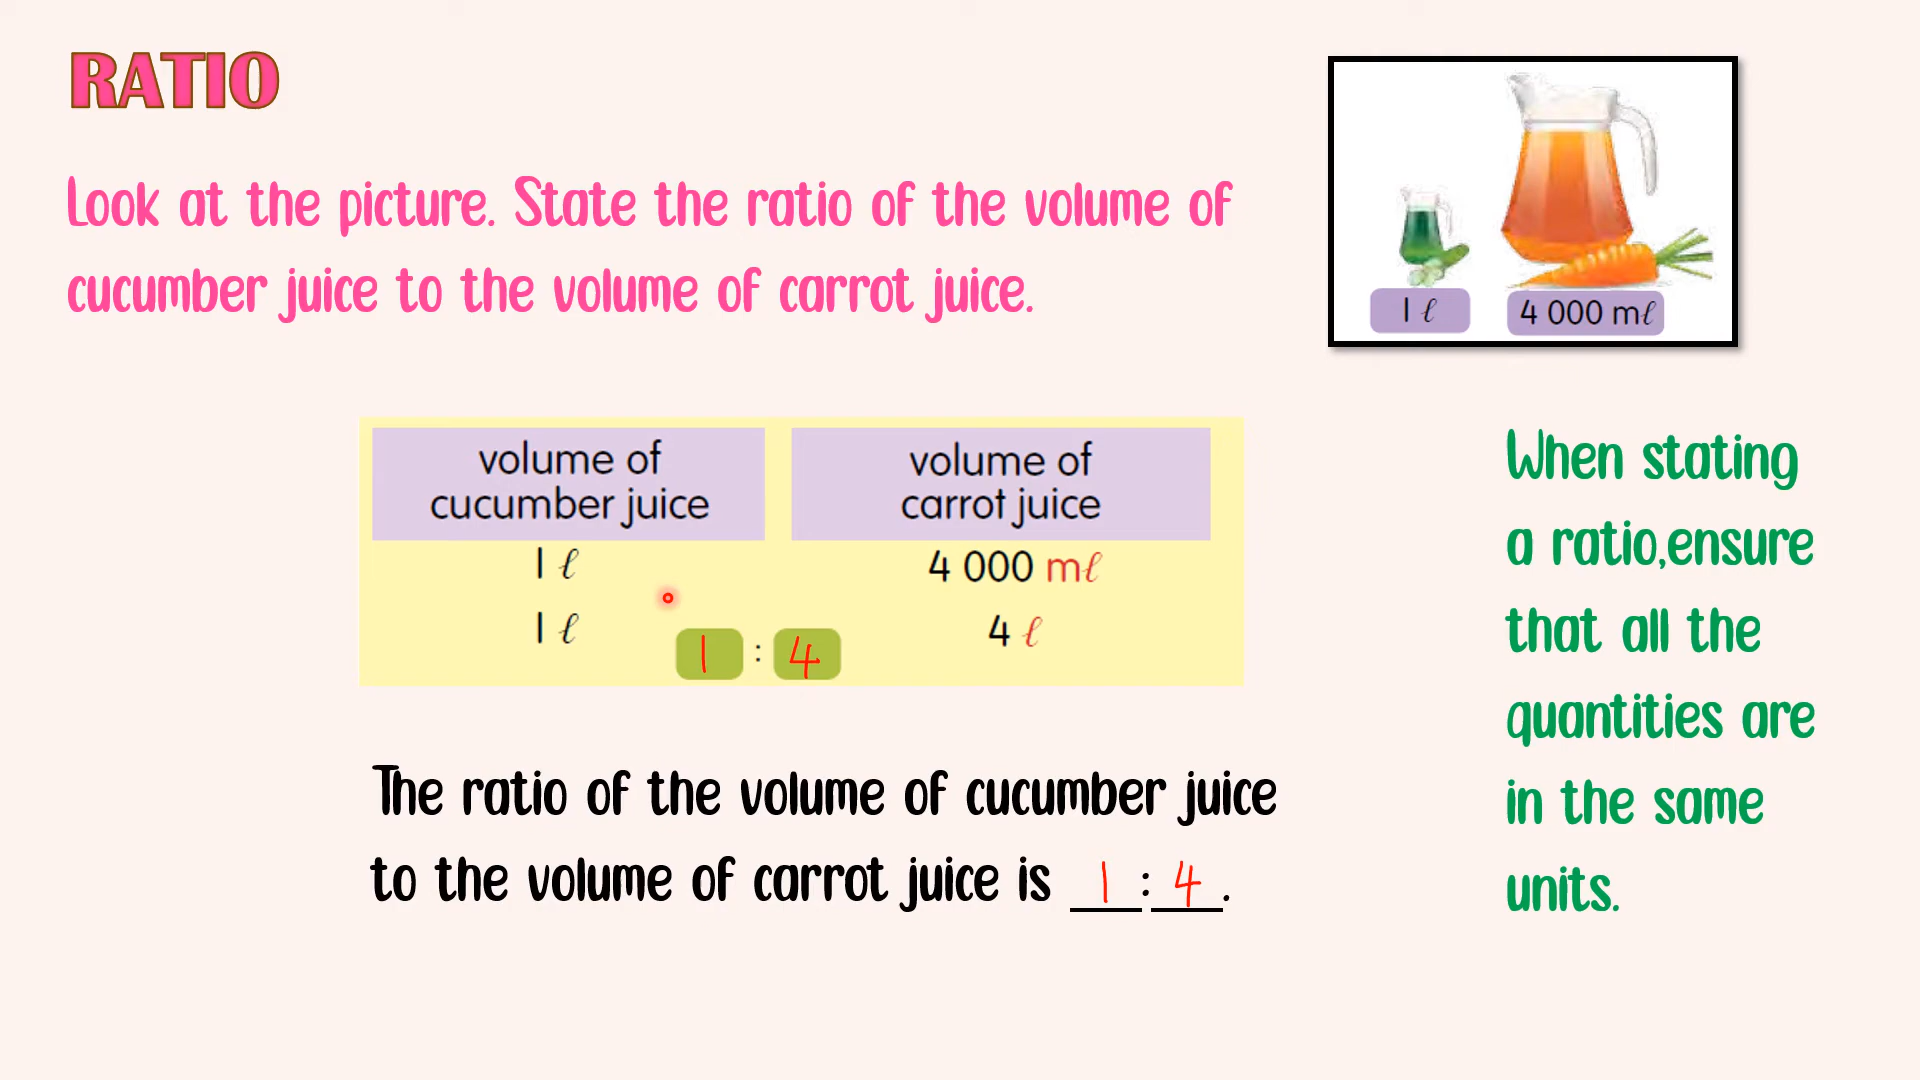 RATIO
Look at the picture. State the ratio of the volume of
cucumber juice to the volume of carrot juice.
1 ℓ
4 000 mℓ
volume of
cucumber juice
volume of
carrot juice
1 ℓ
4 000 mℓ
1 ℓ
4 ℓ
1 : 4
The ratio of the volume of cucumber juice
to the volume of carrot juice is 1 : 4.
When stating
a ratio,ensure
that all the
quantities are
in the same
units.